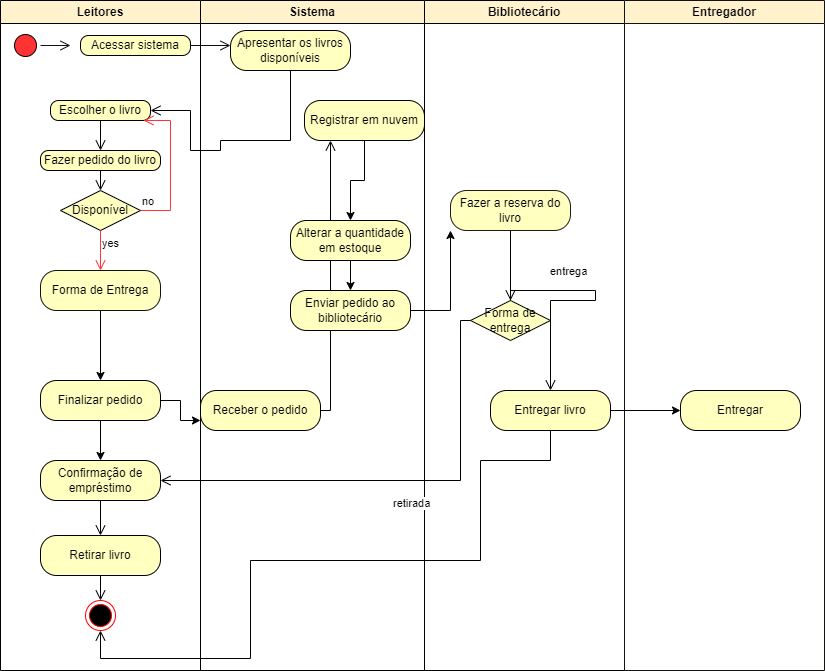 Leitores
Sistema
Bibliotecário
Entregador
Acessar sistema
Apresentar os livros
disponíveis
Escolher o livro
Registrar em nuvem
Fazer pedido do livro
Disponível
no
yes
Fazer a reserva do
livro
Alterar a quantidade
em estoque
entrega
Forma de Entrega
Enviar pedido ao
bibliotecário
Forma de
entrega
Finalizar pedido
Receber o pedido
Entregar livro
Entregar
Confirmação de
empréstimo
retirada
Retirar livro